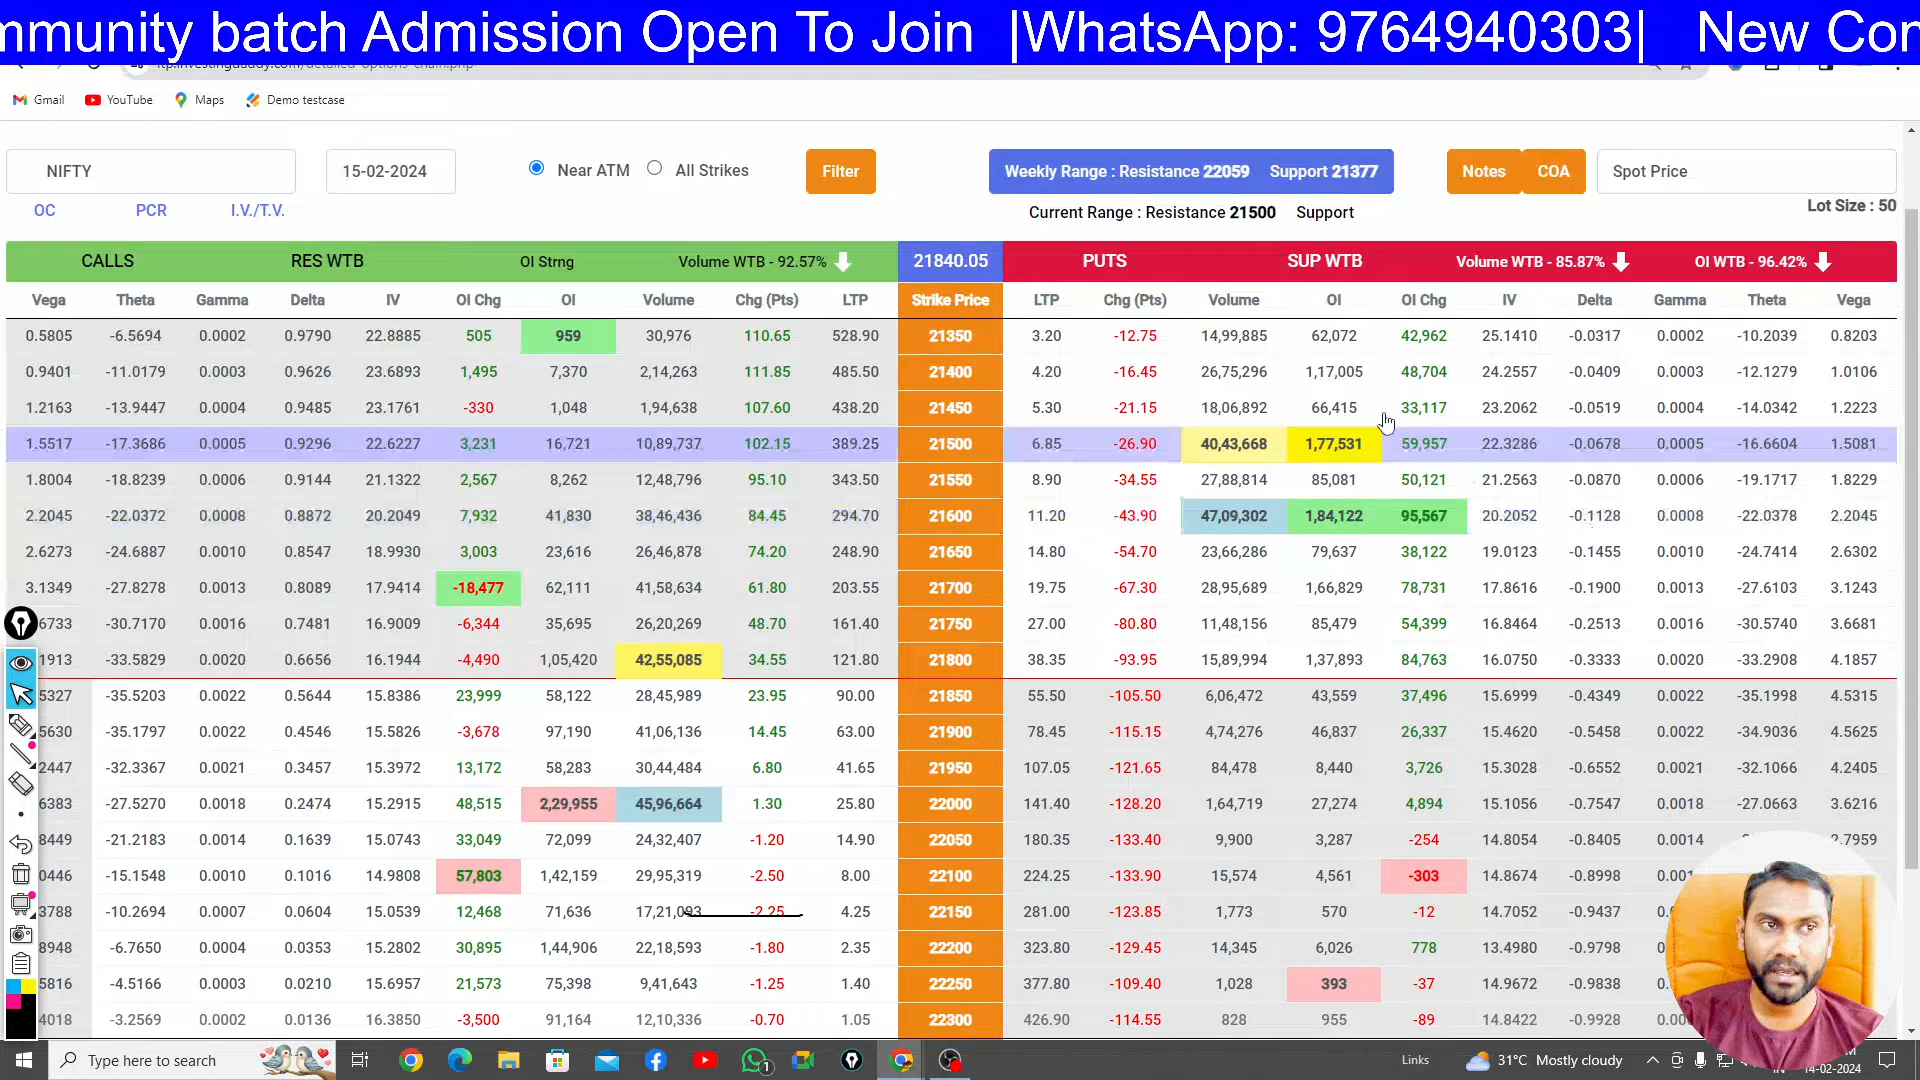 mmunity batch Admission Open To Join |WhatsApp: 9764940303| New Con
Gmail YouTube Maps Demo testcase
NIFTY 15-02-2024 Near ATM All Strikes Filter Weekly Range : Resistance 22059 Support 21377 Notes COA Spot Price
OC PCR I.V./T.V. Current Range : Resistance 21500 Support Lot Size : 50
CALLS RES WTB OI Strng Volume WTB - 92.57% 21840.05 PUTS SUP WTB Volume WTB - 85.87% OI WTB - 96.42%
Vega Theta Gamma Delta IV OI Chg OI Volume Chg (Pts) LTP Strike Price LTP Chg (Pts) Volume OI OI Chg IV Delta Gamma Theta Vega
0.5805 -6.5694 0.0002 0.9790 22.8885 505 959 30,976 110.65 528.90 21350 3.20 -12.75 14,99,885 62,072 42,962 25.1410 -0.0317 0.0002 -10.2039 0.8203
0.9401 -11.0179 0.0003 0.9626 23.6893 1,495 7,370 2,14,263 111.85 485.50 21400 4.20 -16.45 26,75,296 1,17,005 48,704 24.2557 -0.0409 0.0003 -12.1279 1.0106
1.2163 -13.9447 0.0004 0.9485 23.1761 -330 1,048 1,94,638 107.60 438.20 21450 5.30 -21.15 18,06,892 66,415 33,117 23.2062 -0.0519 0.0004 -14.0342 1.2223
1.5517 -17.3686 0.0005 0.9296 22.6227 3,231 16,721 10,89,737 102.15 389.25 21500 6.85 -26.90 40,43,668 1,77,531 59,957 22.3286 -0.0678 0.0005 -16.6604 1.5081
1.8004 -18.8239 0.0006 0.9144 21.1322 2,567 8,262 12,48,796 95.10 343.50 21550 8.90 -34.55 27,88,814 85,081 50,121 21.2563 -0.0870 0.0006 -19.1717 1.8229
2.2045 -22.0372 0.0008 0.8872 20.2049 7,932 41,830 38,46,436 84.45 294.70 21600 11.20 -43.90 47,09,302 1,84,122 95,567 20.2052 -0.1128 0.0008 -22.0378 2.2045
2.6273 -24.6887 0.0010 0.8547 18.9930 3,003 23,616 26,46,878 74.20 248.90 21650 14.80 -54.70 23,66,286 79,637 38,122 19.0123 -0.1455 0.0010 -24.7414 2.6302
3.1349 -27.8278 0.0013 0.8089 17.9414 -18,477 62,111 41,58,634 61.80 203.55 21700 19.75 -67.30 28,95,689 1,66,829 78,731 17.8616 -0.1900 0.0013 -27.6103 3.1243
6733 -30.7170 0.0016 0.7481 16.9009 -6,344 35,695 26,20,269 48.70 161.40 21750 27.00 -80.80 11,48,156 85,479 54,399 16.8464 -0.2513 0.0016 -30.5740 3.6681
1913 -33.5829 0.0020 0.6656 16.1944 -4,490 1,05,420 42,55,085 34.55 121.80 21800 38.35 -93.95 15,89,994 1,37,893 84,763 16.0750 -0.3333 0.0020 -33.2908 4.1857
5327 -35.5203 0.0022 0.5644 15.8386 23,999 58,122 28,45,989 23.95 90.00 21850 55.50 -105.50 6,06,472 43,559 37,496 15.6999 -0.4349 0.0022 -35.1998 4.5315
5630 -35.1797 0.0022 0.4546 15.5826 -3,678 97,190 41,06,136 14.45 63.00 21900 78.45 -115.15 4,74,276 46,837 26,337 15.4620 -0.5458 0.0022 -34.9036 4.5625
2447 -32.3367 0.0021 0.3457 15.3972 13,172 58,283 30,44,484 6.80 41.65 21950 107.05 -121.65 84,478 8,440 3,726 15.3028 -0.6552 0.0021 -32.1066 4.2405
6383 -27.5270 0.0018 0.2474 15.2915 48,515 2,29,955 45,96,664 1.30 25.80 22000 141.40 -128.20 1,64,719 27,274 4,894 15.1056 -0.7547 0.0018 -27.0663 3.6216
8449 -21.2183 0.0014 0.1639 15.0743 33,049 72,099 24,32,407 -1.20 14.90 22050 180.35 -133.40 9,900 3,287 -254 14.8054 -0.8405 0.0014 2.7959
0446 -15.1548 0.0010 0.1016 14.9808 57,803 1,42,159 29,95,319 -2.50 8.00 22100 224.25 -133.90 15,574 4,561 -303 14.8674 -0.8998 0.00
3788 -10.2694 0.0007 0.0604 15.0539 12,468 71,636 17,21,093 -2.25 4.25 22150 281.00 -123.85 1,773 570 -12 14.7052 -0.9437
8948 -6.7650 0.0004 0.0353 15.2802 30,895 1,44,906 22,18,593 -1.80 2.35 22200 323.80 -129.45 14,345 6,026 778 13.4980 -0.9798
5816 -4.5166 0.0003 0.0210 15.6957 21,573 75,398 9,41,643 -1.25 1.40 22250 377.80 -109.40 1,028 393 -37 14.9672 -0.9838
4018 -3.2569 0.0002 0.0136 16.3850 -3,500 91,164 12,10,336 -0.70 1.05 22300 426.90 -114.55 828 955 -89 14.8422 -0.9928
Type here to search Links 31°C Mostly cloudy
14-02-2024